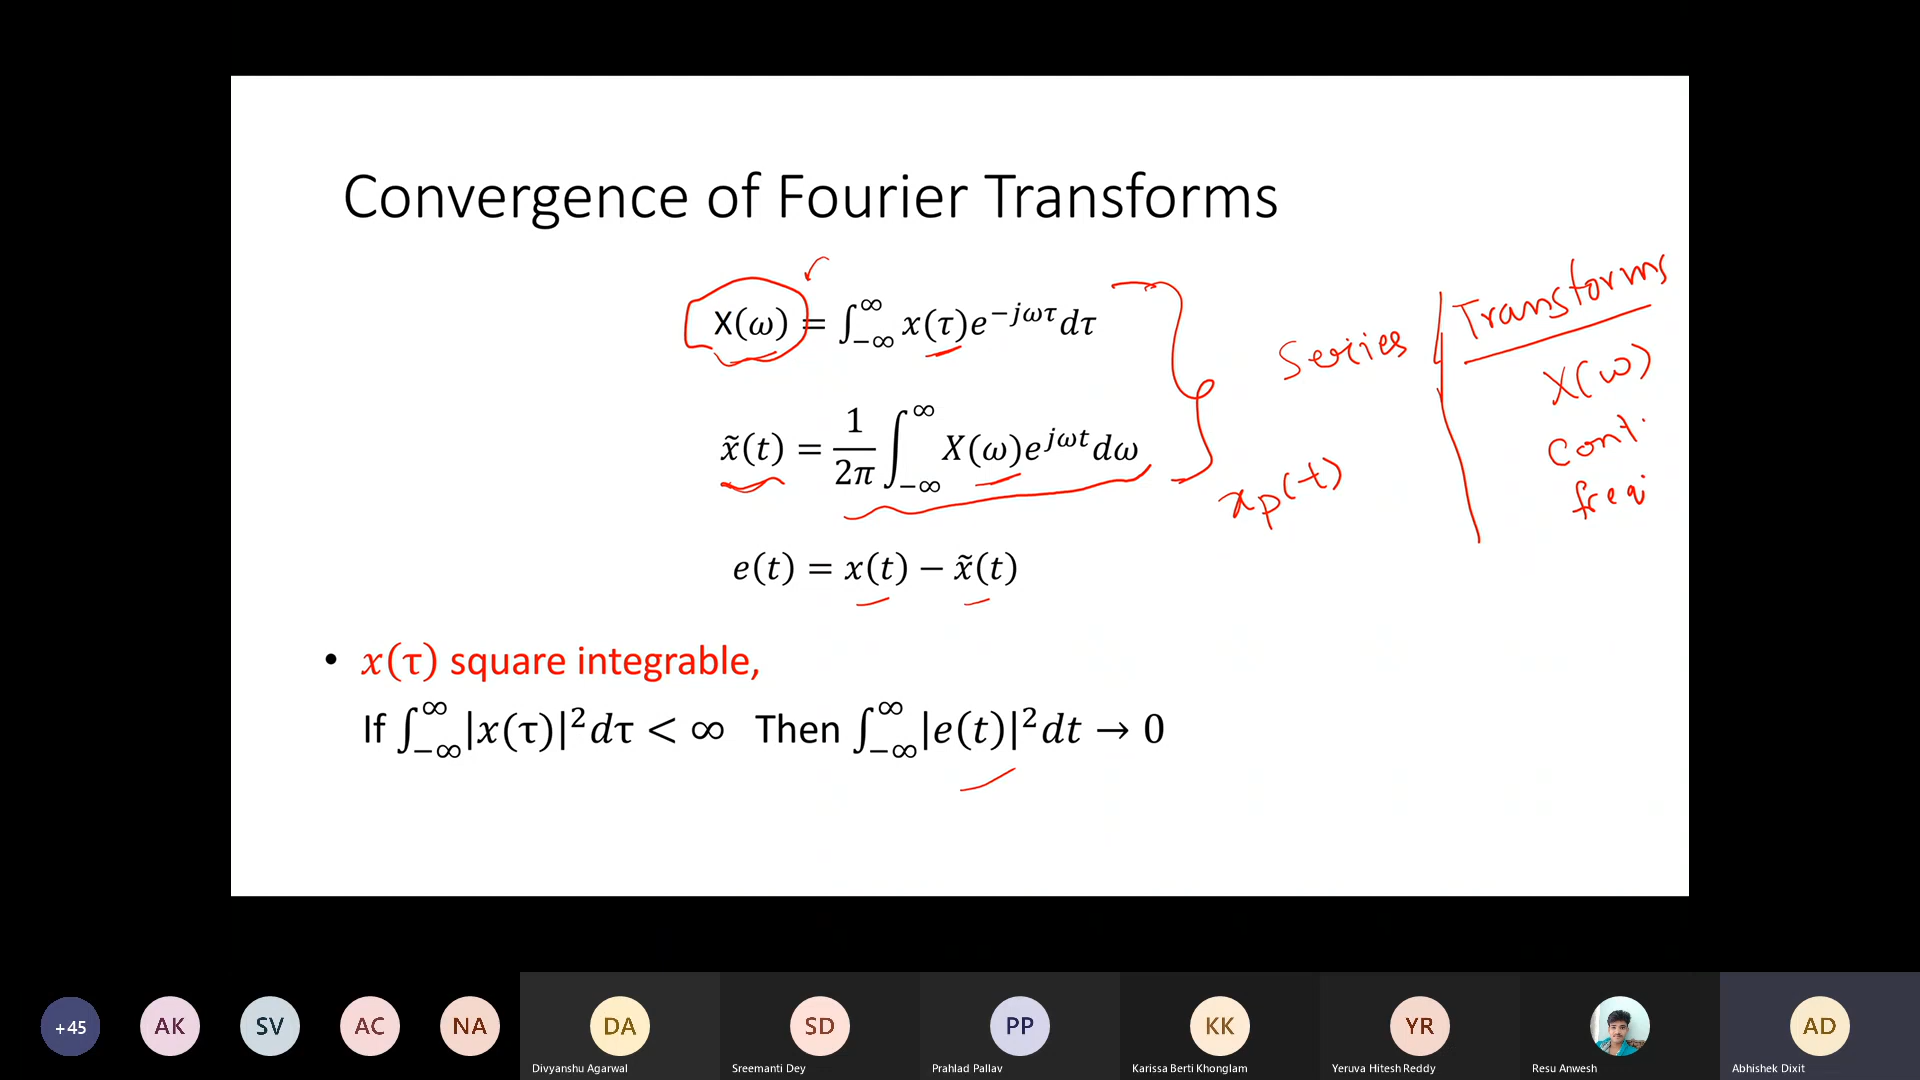 Convergence of Fourier Transforms
X(ω) = ∫_{−∞}^{∞} x(τ)e^{−jωτ}dτ
x̃(t) = \frac{1}{2π} ∫_{−∞}^{∞} X(ω)e^{jωt}dω
e(t) = x(t) − x̃(t)
Series
Transforms
X(ω)
Cont.
freq
x_p(t)
• x(τ) square integrable,
If ∫_{−∞}^{∞}|x(τ)|²dτ < ∞ Then ∫_{−∞}^{∞}|e(t)|²dt → 0
+45 AK SV AC NA DA SD PP KK YR AD
Divyanshu Agarwal Sreemanti Dey Prahlad Pallav Karissa Berti Khonglam Yeruva Hitesh Reddy Resu Anwesh Abhishek Dixit